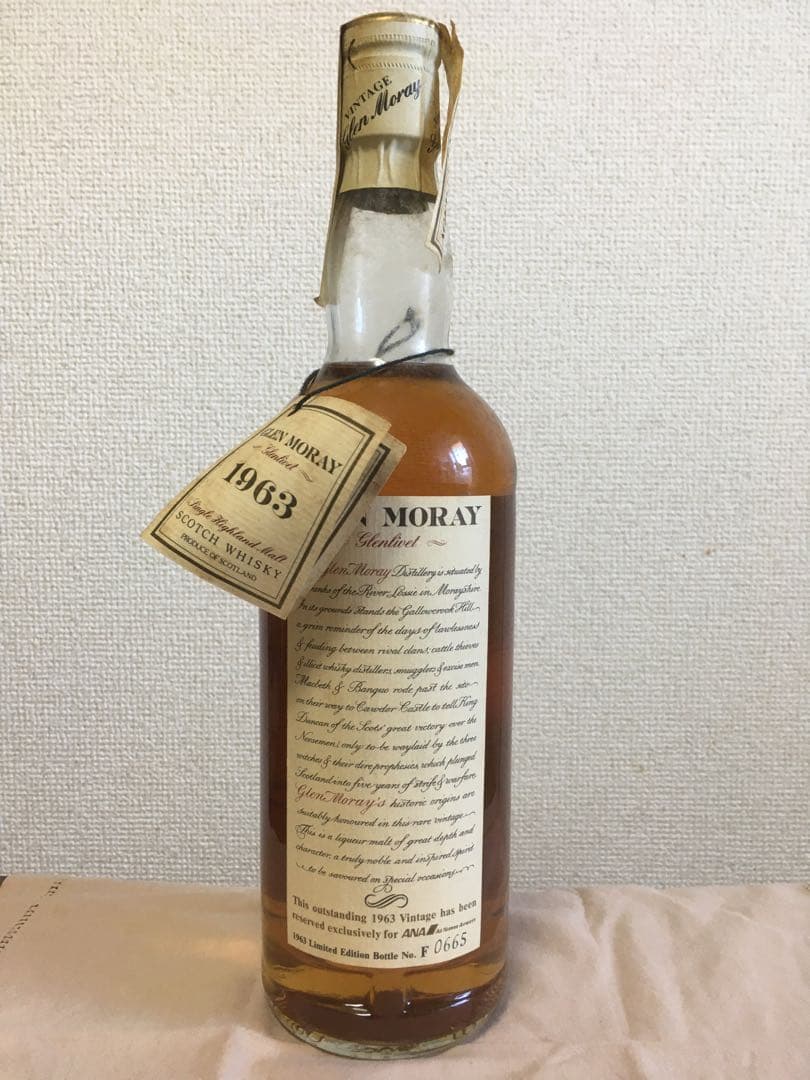 VINTAGE
Glen Moray
GLEN MORAY
Glenlivet
1963
Single Highland Malt
SCOTCH WHISKY
PRODUCE OF SCOTLAND
N MORAY
Glenlivet
Glen Moray Distillery is situated by
banks of the River Lossie in Morayshire
In its grounds stands the Gallowcrook Hill
a grim reminder of the days of lawlessness
& feuding between rival clans; cattle thieves
& illicit whisky distillers, smugglers & excise men
Macbeth & Banquo rode past the site
on their way to Cawdor Castle to tell King
Duncan of the Scots' great victory over the
Norsemen; only to be waylaid by the three
witches & their dire prophesies, which plunged
Scotland into five years of strife & warfare
Glen Moray's historic origins are
suitably honoured in this rare vintage
This is a liqueur malt of great depth and
character, a truly noble and inspired spirit
to be savoured on special occasions
This outstanding 1963 Vintage has been
reserved exclusively for ANA All Nippon Airways
1963 Limited Edition Bottle No. F 0665